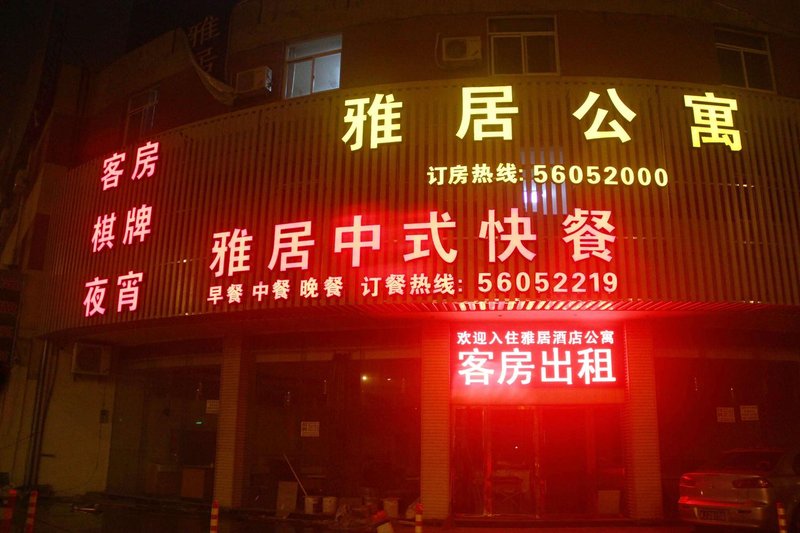 雅居
雅居公寓
订房热线: 56052000
客房
棋牌
夜宵
雅居中式快餐
早餐 中餐 晚餐 订餐热线: 56052219
欢迎入住雅居酒店公寓
客房出租